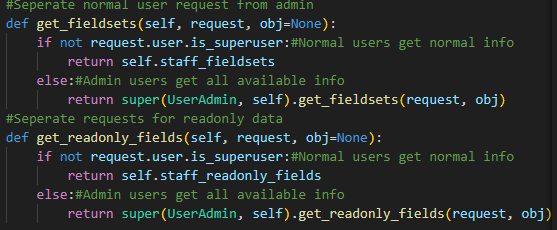 #Seperate normal user request from admin
def get_fieldsets(self, request, obj=None):
    if not request.user.is_superuser:#Normal users get normal info
        return self.staff_fieldsets
    else:#Admin users get all available info
        return super(UserAdmin, self).get_fieldsets(request, obj)
#Seperate requests for readonly data
def get_readonly_fields(self, request, obj=None):
    if not request.user.is_superuser:#Normal users get normal info
        return self.staff_readonly_fields
    else:#Admin users get all available info
        return super(UserAdmin, self).get_readonly_fields(request, obj)